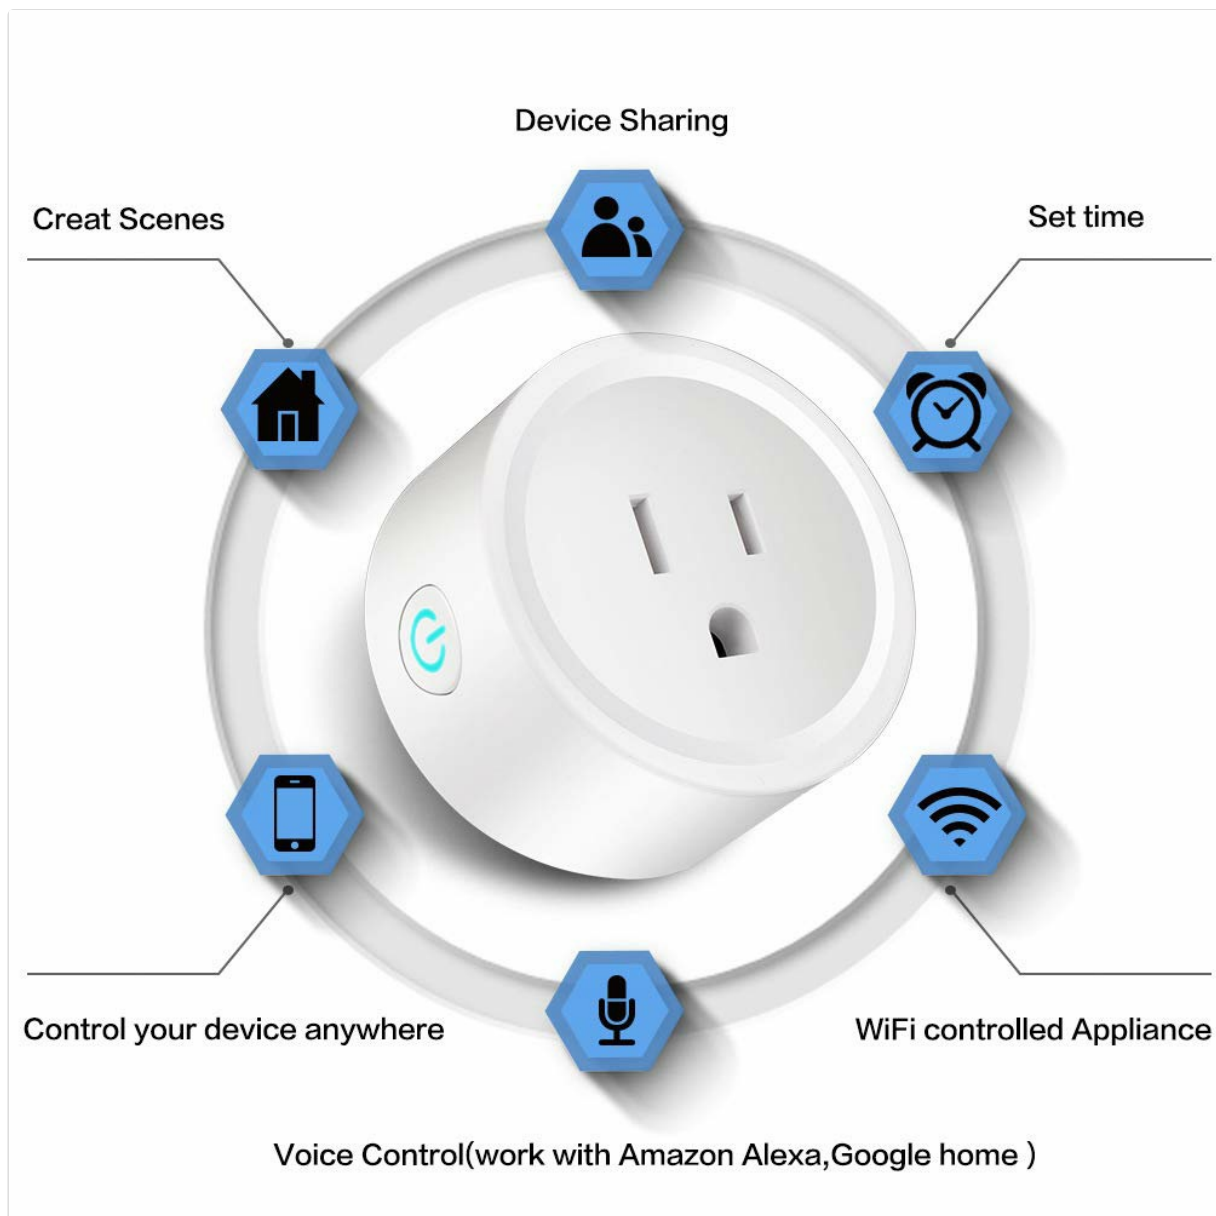 Device Sharing
Creat Scenes
Set time
Control your device anywhere
WiFi controlled Appliance
Voice Control(work with Amazon Alexa,Google home )